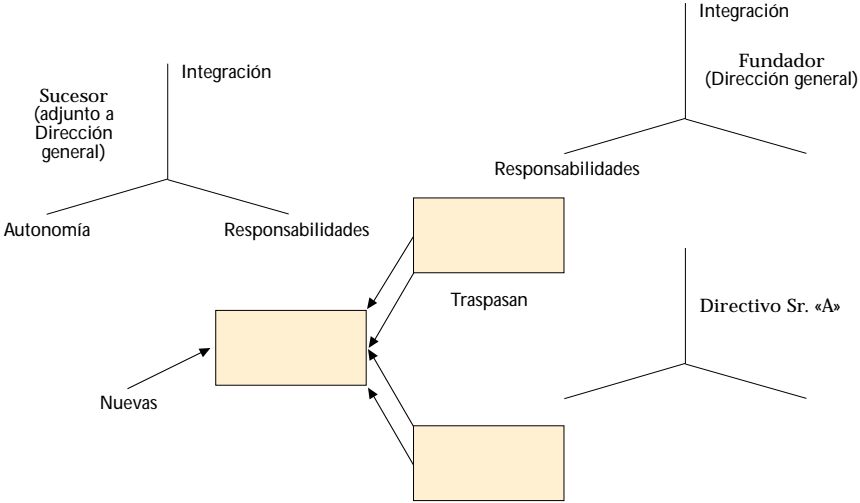 Integración
Fundador
(Dirección general)
Integración
Sucesor
(adjunto a
Dirección
general)
Responsabilidades
Autonomía
Responsabilidades
Traspasan
Directivo Sr. «A»
Nuevas